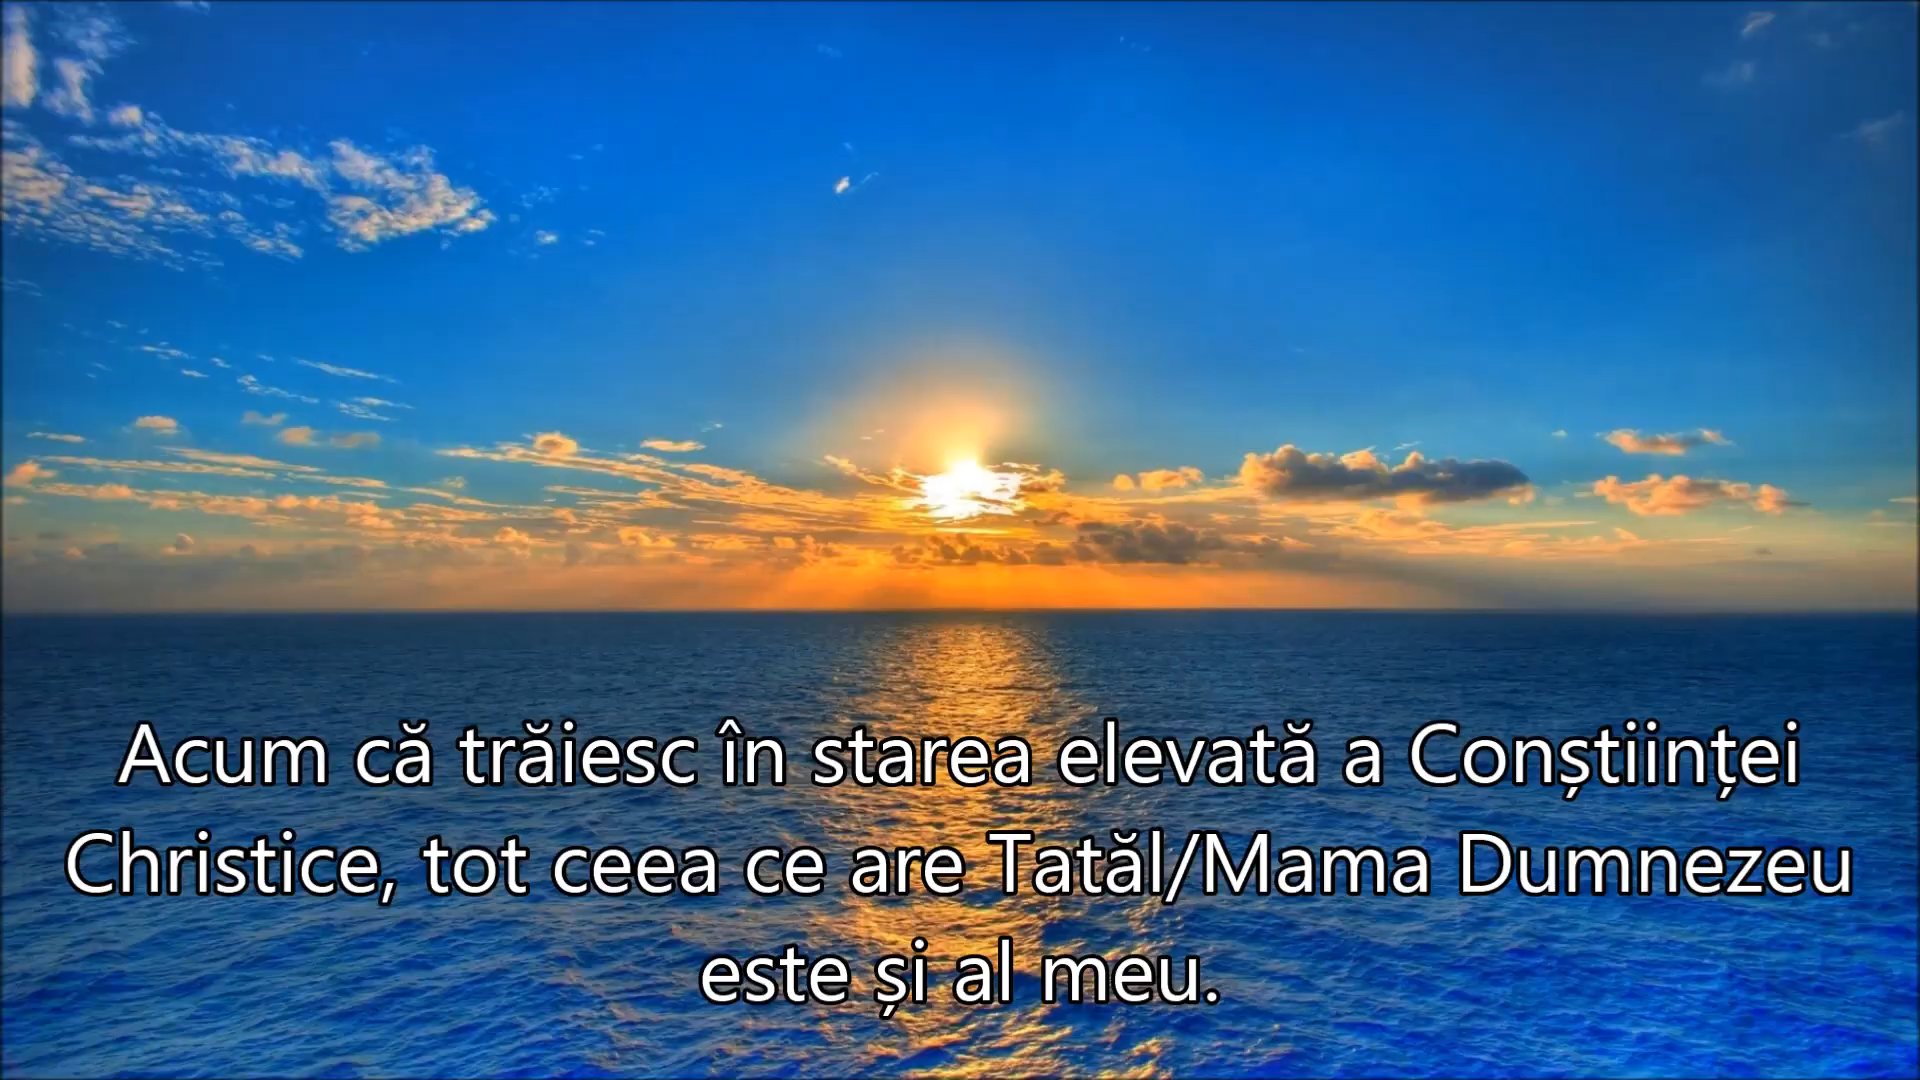 Acum că trăiesc în starea elevată a Conștiinței
Christice, tot ceea ce are Tatăl/Mama Dumnezeu
este și al meu.